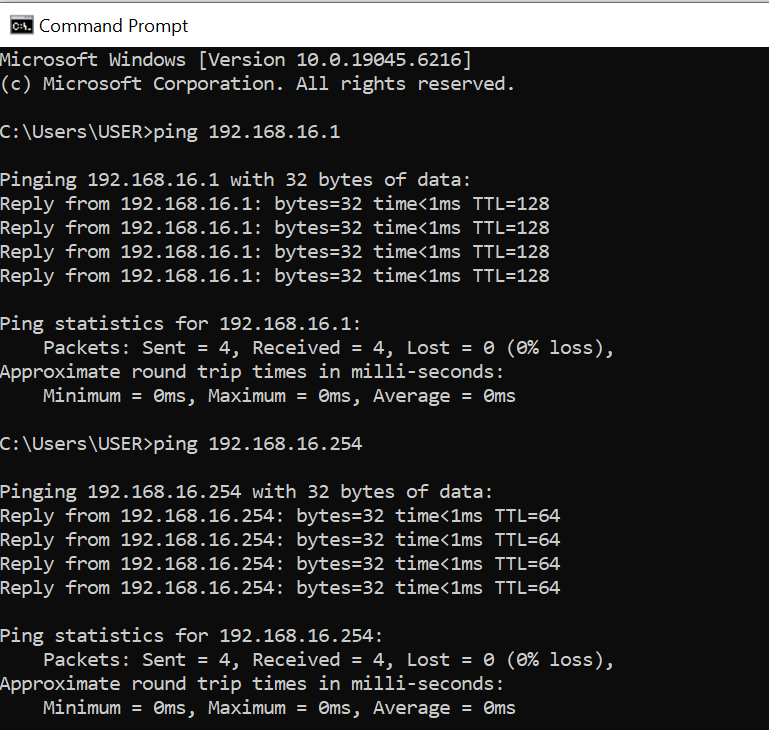 Command Prompt
Microsoft Windows [Version 10.0.19045.6216]
(c) Microsoft Corporation. All rights reserved.
C:\Users\USER>ping 192.168.16.1
Pinging 192.168.16.1 with 32 bytes of data:
Reply from 192.168.16.1: bytes=32 time<1ms TTL=128
Reply from 192.168.16.1: bytes=32 time<1ms TTL=128
Reply from 192.168.16.1: bytes=32 time<1ms TTL=128
Reply from 192.168.16.1: bytes=32 time<1ms TTL=128
Ping statistics for 192.168.16.1:
    Packets: Sent = 4, Received = 4, Lost = 0 (0% loss),
Approximate round trip times in milli-seconds:
    Minimum = 0ms, Maximum = 0ms, Average = 0ms
C:\Users\USER>ping 192.168.16.254
Pinging 192.168.16.254 with 32 bytes of data:
Reply from 192.168.16.254: bytes=32 time<1ms TTL=64
Reply from 192.168.16.254: bytes=32 time<1ms TTL=64
Reply from 192.168.16.254: bytes=32 time<1ms TTL=64
Reply from 192.168.16.254: bytes=32 time<1ms TTL=64
Ping statistics for 192.168.16.254:
    Packets: Sent = 4, Received = 4, Lost = 0 (0% loss),
Approximate round trip times in milli-seconds:
    Minimum = 0ms, Maximum = 0ms, Average = 0ms